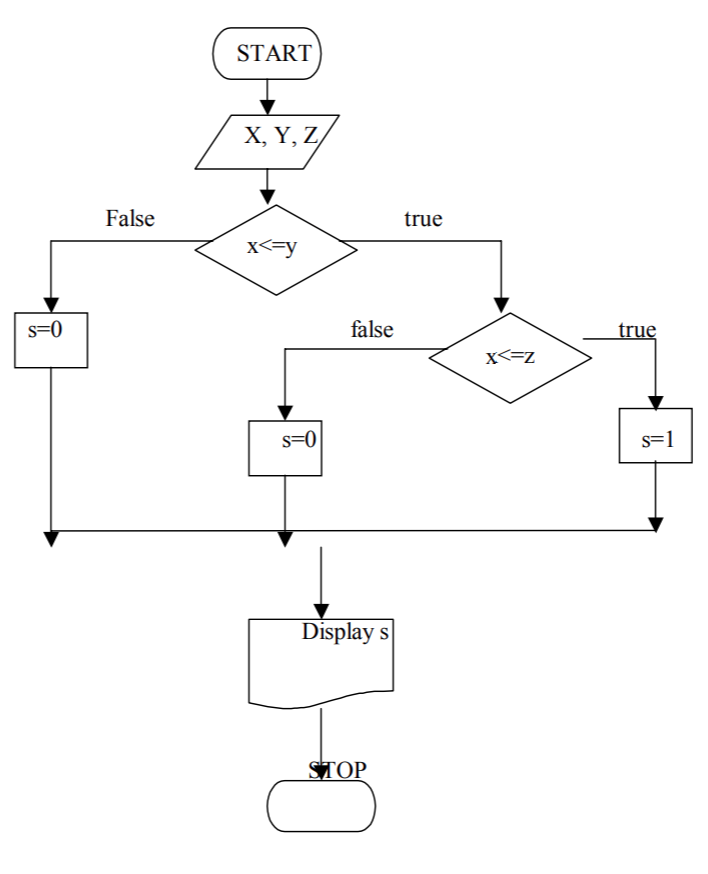 START
X, Y, Z
False
true
x<=y
s=0
false
true
x<=z
s=0
s=1
Display s
STOP